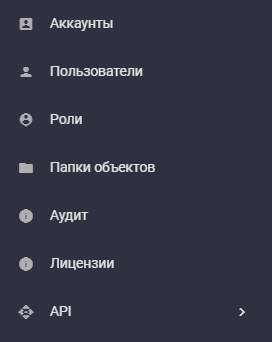 Аккаунты
Пользователи
Роли
Папки объектов
Аудит
Лицензии
API